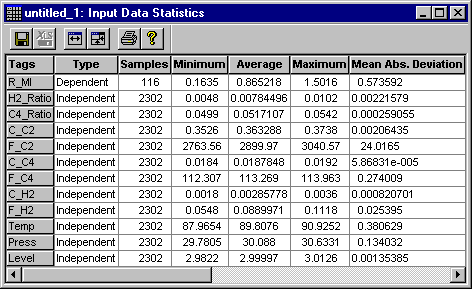 untitled_1: Input Data Statistics
XLS
?
Tags Type Samples Minimum Average Maximum Mean Abs. Deviation
R_MI Dependent 116 0.1635 0.865218 1.5016 0.573592
H2_Ratio Independent 2302 0.0048 0.00784496 0.0102 0.00221579
C4_Ratio Independent 2302 0.0499 0.0517107 0.0542 0.000259055
C_C2 Independent 2302 0.3526 0.363288 0.3738 0.00206435
F_C2 Independent 2302 2763.56 2899.97 3040.57 24.0165
C_C4 Independent 2302 0.0184 0.0187848 0.0192 5.86831e-005
F_C4 Independent 2302 112.307 113.269 113.963 0.274009
C_H2 Independent 2302 0.0018 0.00285778 0.0036 0.000820701
F_H2 Independent 2302 0.0548 0.0889971 0.1118 0.025395
Temp Independent 2302 87.9654 89.8076 90.9252 0.380629
Press Independent 2302 29.7805 30.088 30.6331 0.134032
Level Independent 2302 2.9822 2.99997 3.0126 0.00135385